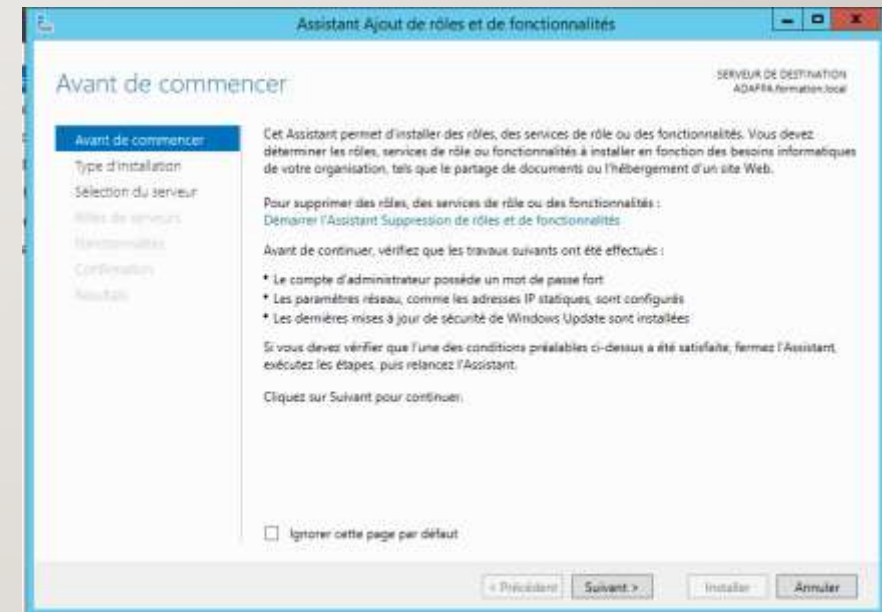 Assistant Ajout de rôles et de fonctionnalités
Avant de commencer
SERVEUR DE DESTINATION
ADAFPA.formation.local
Avant de commencer
Type d'installation
Sélection du serveur
Rôles de serveurs
Fonctionnalités
Confirmation
Résultats
Cet Assistant permet d'installer des rôles, des services de rôle ou des fonctionnalités. Vous devez
déterminer les rôles, services de rôle ou fonctionnalités à installer en fonction des besoins informatiques
de votre organisation, tels que le partage de documents ou l'hébergement d'un site Web.
Pour supprimer des rôles, des services de rôle ou des fonctionnalités :
Démarrer l'Assistant Suppression de rôles et de fonctionnalités
Avant de continuer, vérifiez que les travaux suivants ont été effectués :
• Le compte d'administrateur possède un mot de passe fort
• Les paramètres réseau, comme les adresses IP statiques, sont configurés
• Les dernières mises à jour de sécurité de Windows Update sont installées
Si vous devez vérifier que l'une des conditions préalables ci-dessus a été satisfaite, fermez l'Assistant,
exécutez les étapes, puis relancez l'Assistant.
Cliquez sur Suivant pour continuer.
Ignorer cette page par défaut
< Précédent
Suivant >
Installer
Annuler